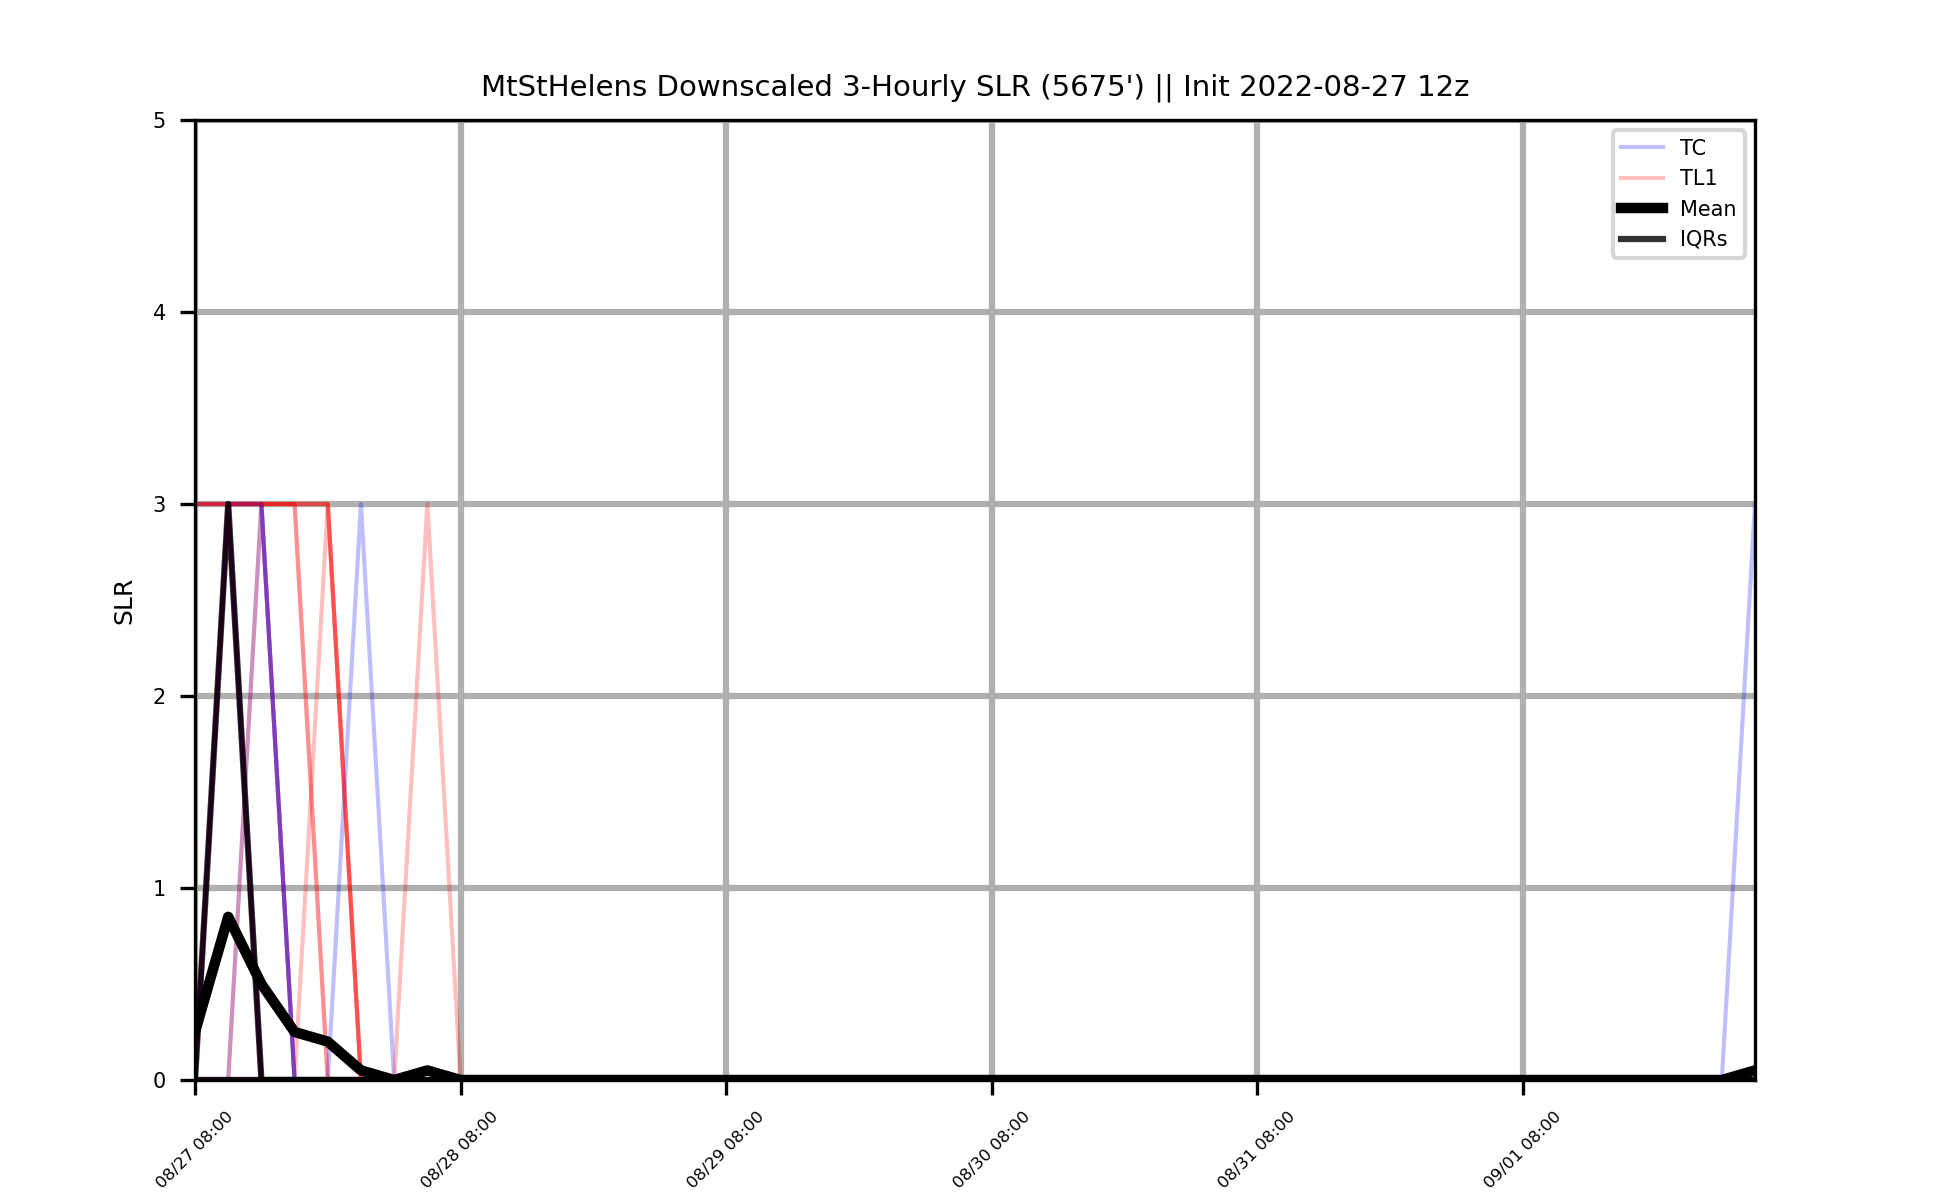 MtStHelens Downscaled 3-Hourly SLR (5675') || Init 2022-08-27 12z
5
4
3
2
1
0
SLR
TC
TL1
Mean
IQRs
08/27 08:00
08/28 08:00
08/29 08:00
08/30 08:00
08/31 08:00
09/01 08:00